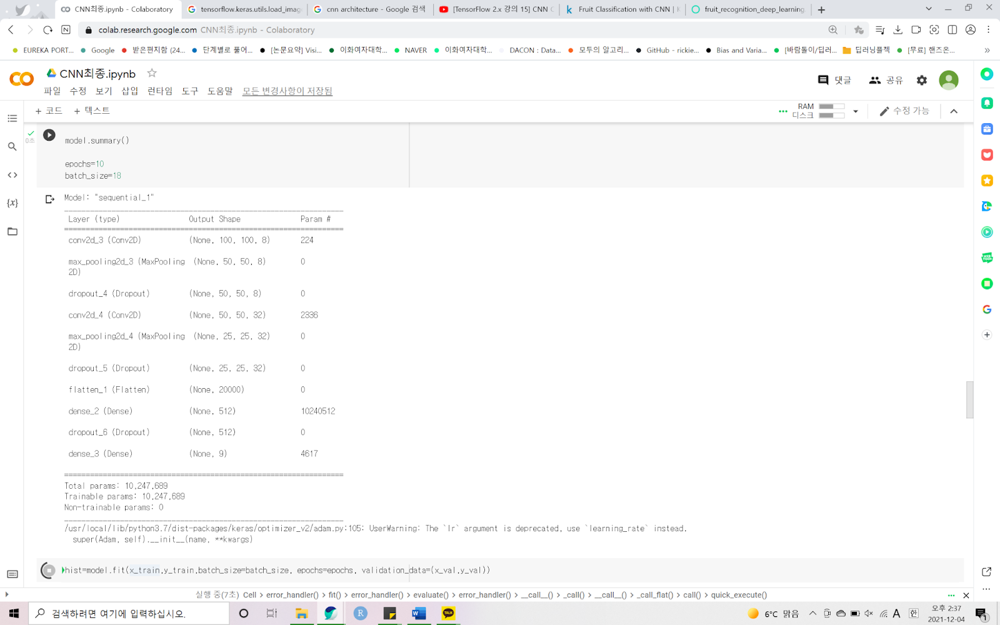 CNN최종.ipynb - Colaboratory
tensorflow.keras.utils.load_imag
cnn architecture - Google 검색
[TensorFlow 2.x 강의 15] CNN
Fruit Classification with CNN |
fruit_recognition_deep_learning.
colab.research.google.com CNN최종.ipynb - Colaboratory
EUREKA PORT...
Google
받은편지함 (24...
단계별로 풀어...
[논문요약] Visi...
이화여자대학...
NAVER
이화여자대학...
DACON : Data...
모두의 알고리...
GitHub - rickie...
Bias and Varia...
[바람돌이/딥러...
딥러닝플젝
[무료] 핸즈온...
CNN최종.ipynb
댓글
공유
파일 수정 보기 삽입 런타임 도구 도움말 모든 변경사항이 저장됨
+ 코드 + 텍스트
RAM
디스크
수정 가능
0초
model.summary()
epochs=10
batch_size=18
Model: "sequential_1"
Layer (type) Output Shape Param #
conv2d_3 (Conv2D) (None, 100, 100, 8) 224
max_pooling2d_3 (MaxPooling (None, 50, 50, 8) 0
2D)
dropout_4 (Dropout) (None, 50, 50, 8) 0
conv2d_4 (Conv2D) (None, 50, 50, 32) 2336
max_pooling2d_4 (MaxPooling (None, 25, 25, 32) 0
2D)
dropout_5 (Dropout) (None, 25, 25, 32) 0
flatten_1 (Flatten) (None, 20000) 0
dense_2 (Dense) (None, 512) 10240512
dropout_6 (Dropout) (None, 512) 0
dense_3 (Dense) (None, 9) 4617
Total params: 10,247,689
Trainable params: 10,247,689
Non-trainable params: 0
/usr/local/lib/python3.7/dist-packages/keras/optimizer_v2/adam.py:105: UserWarning: The `lr` argument is deprecated, use `learning_rate` instead.
super(Adam, self).__init__(name, **kwargs)
hist=model.fit(x_train,y_train,batch_size=batch_size, epochs=epochs, validation_data=(x_val,y_val))
실행 중(7초) Cell > error_handler() > fit() > error_handler() > evaluate() > error_handler() > __call__() > _call() > __call__() > _call_flat() > call() > quick_execute()
검색하려면 여기에 입력하십시오.
6°C 맑음
A
한
오후 2:37
2021-12-04
1